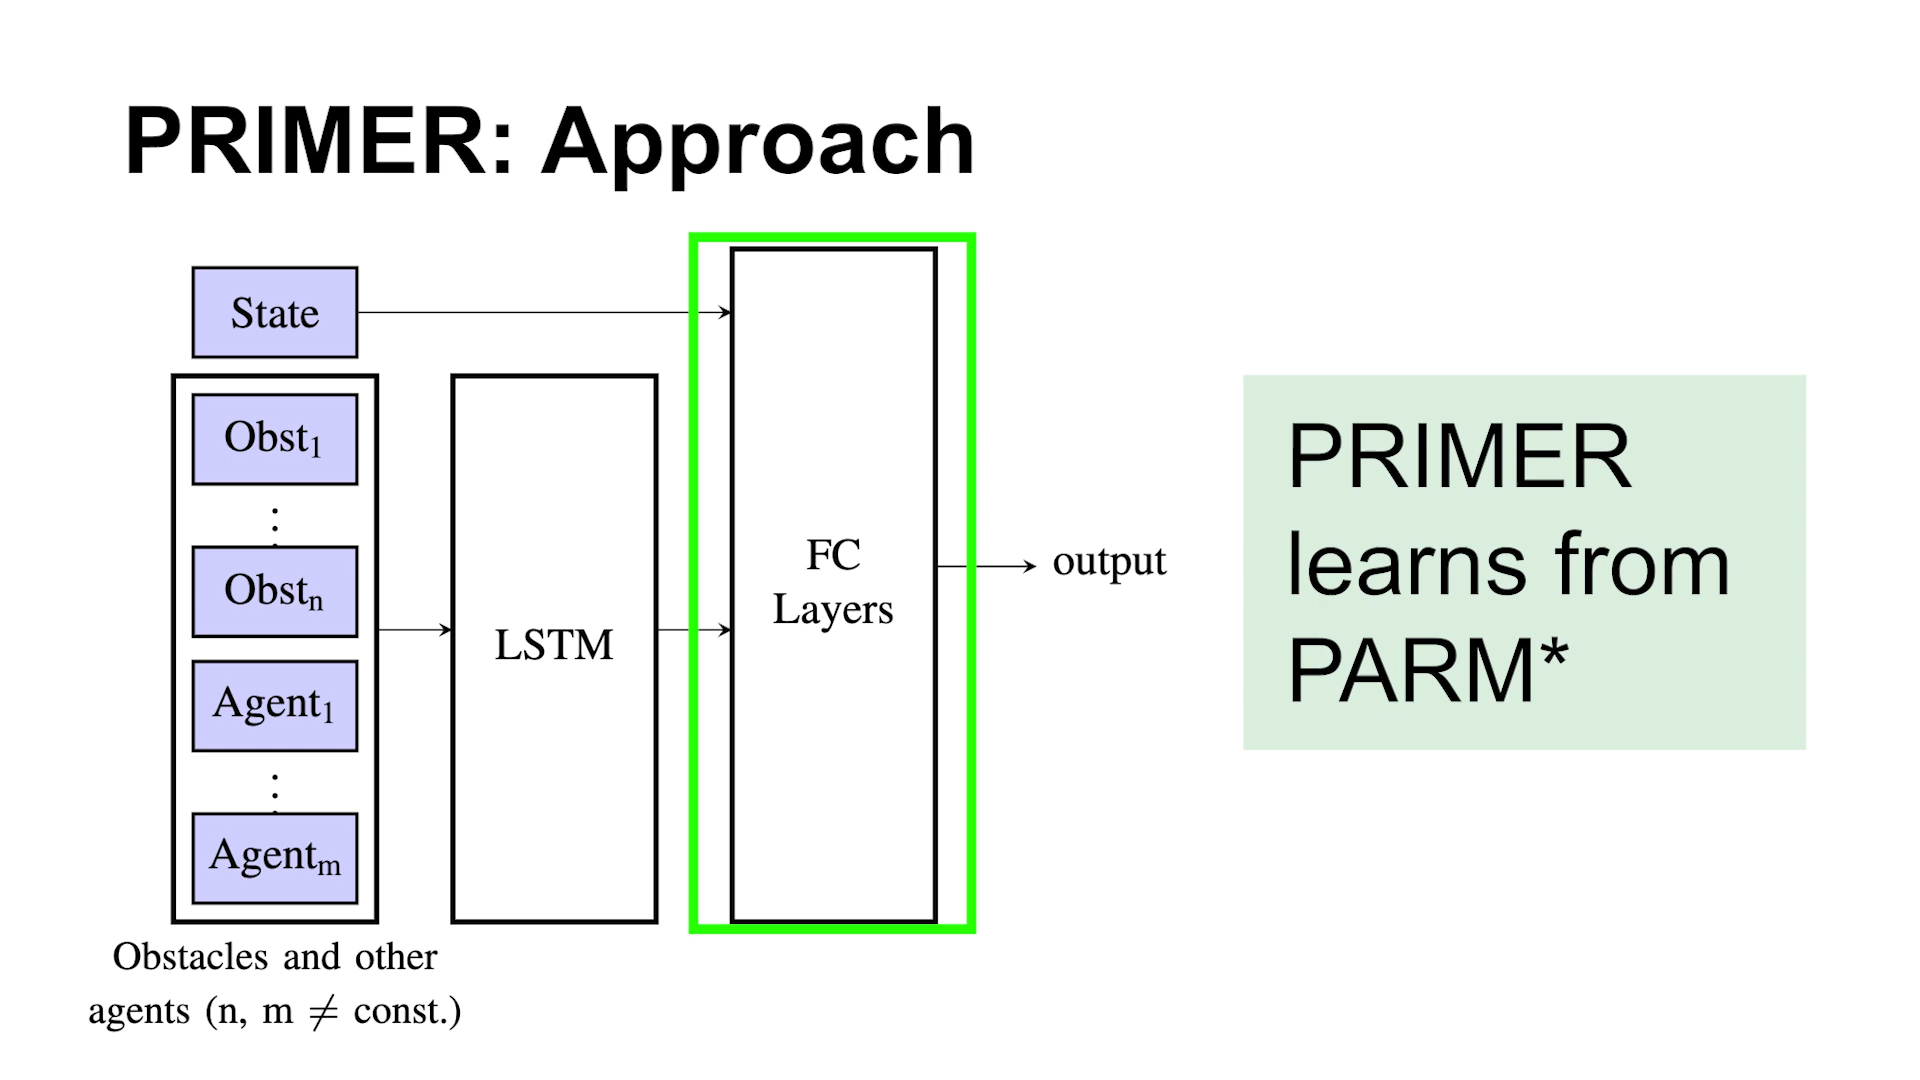 PRIMER: Approach
State
Obst1
⋮
Obstn
Agent1
⋮
Agentm
Obstacles and other
agents (n, m ≠ const.)
LSTM
FC
Layers
output
PRIMER
learns from
PARM*